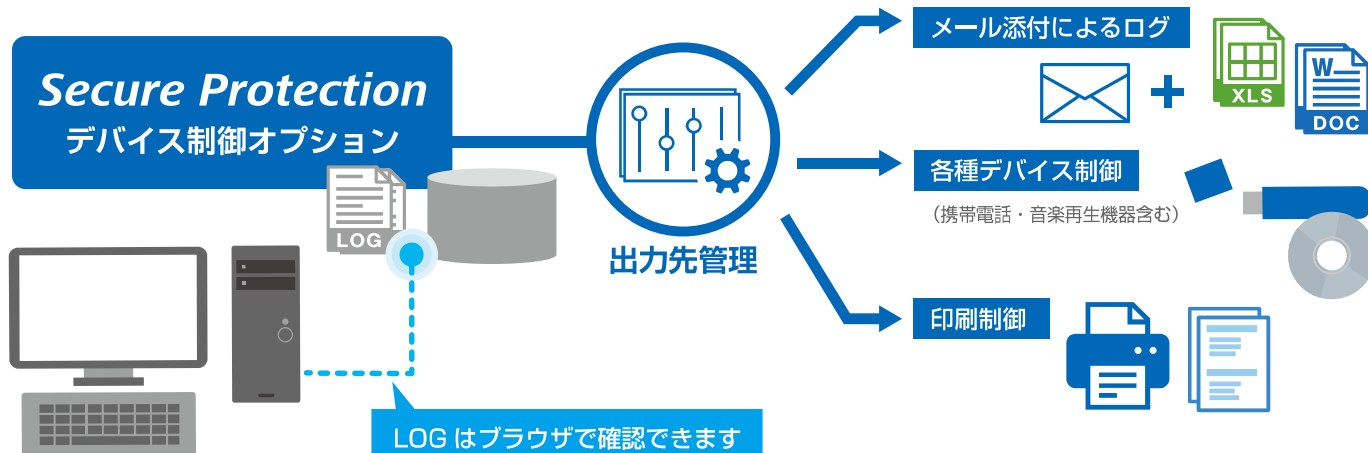 Secure Protection
デバイス制御オプション
LOG
LOG はブラウザで確認できます
出力先管理
メール添付によるログ
XLS
W
DOC
各種デバイス制御
（携帯電話・音楽再生機器含む）
印刷制御